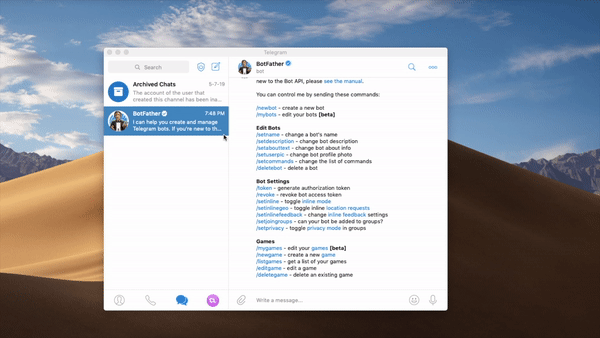 Telegram
Search
Archived Chats
5-7-19
The account of the user that
created this channel has been ina...
BotFather
7:48 PM
I can help you create and manage
Telegram bots. If you're new to th...
CL
BotFather
bot
new to the Bot API, please see the manual.
You can control me by sending these commands:
/newbot - create a new bot
/mybots - edit your bots [beta]
Edit Bots
/setname - change a bot's name
/setdescription - change bot description
/setabouttext - change bot about info
/setuserpic - change bot profile photo
/setcommands - change the list of commands
/deletebot - delete a bot
Bot Settings
/token - generate authorization token
/revoke - revoke bot access token
/setinline - toggle inline mode
/setinlinegeo - toggle inline location requests
/setinlinefeedback - change inline feedback settings
/setjoingroups - can your bot be added to groups?
/setprivacy - toggle privacy mode in groups
Games
/mygames - edit your games [beta]
/newgame - create a new game
/listgames - get a list of your games
/editgame - edit a game
/deletegame - delete an existing game
Write a message...